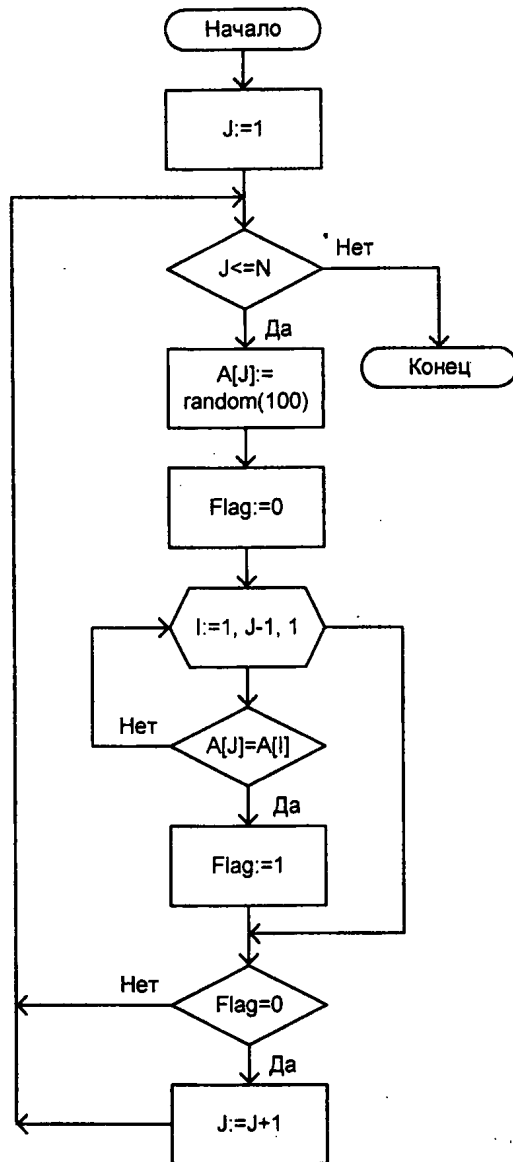 Начало
J:=1
J<=N
Нет
Да
Конец
A[J]:=
random(100)
Flag:=0
I:=1, J-1, 1
Нет
A[J]=A[I]
Да
Flag:=1
Нет
Flag=0
Да
J:=J+1